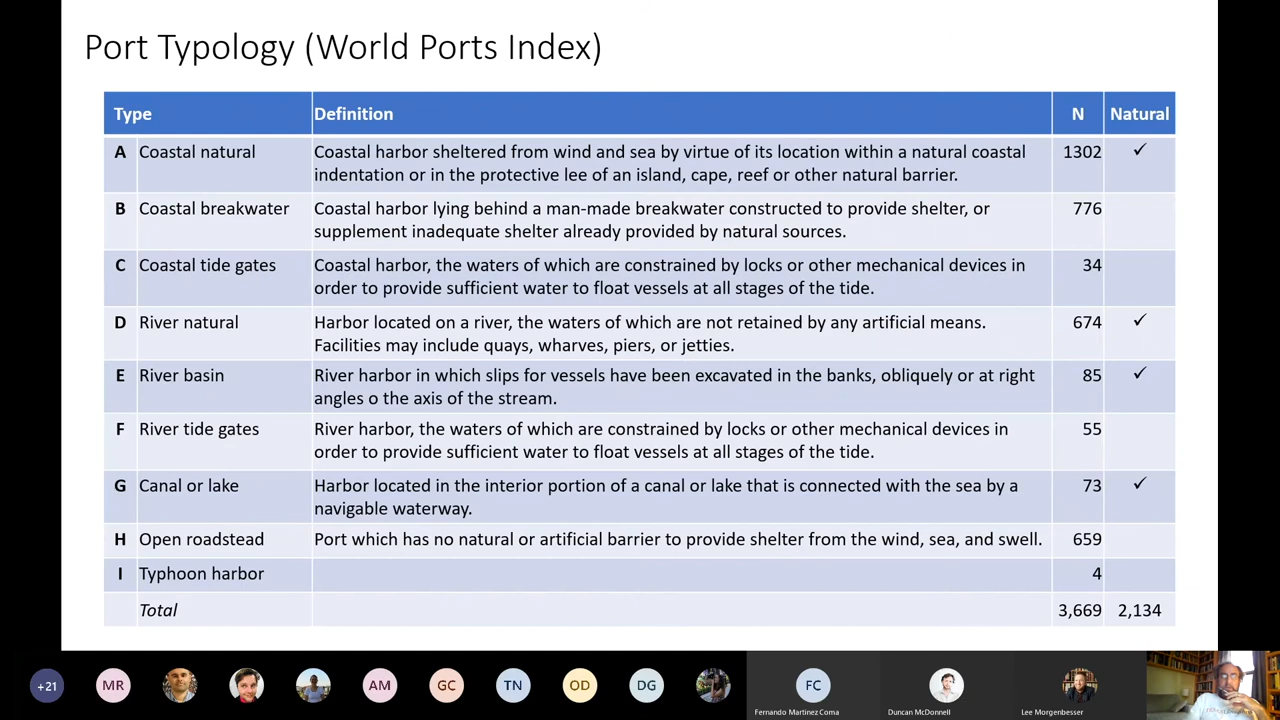 Port Typology (World Ports Index)
Type Definition N Natural
A Coastal natural Coastal harbor sheltered from wind and sea by virtue of its location within a natural coastal 1302 ✓
indentation or in the protective lee of an island, cape, reef or other natural barrier.
B Coastal breakwater Coastal harbor lying behind a man-made breakwater constructed to provide shelter, or 776
supplement inadequate shelter already provided by natural sources.
C Coastal tide gates Coastal harbor, the waters of which are constrained by locks or other mechanical devices in 34
order to provide sufficient water to float vessels at all stages of the tide.
D River natural Harbor located on a river, the waters of which are not retained by any artificial means. 674 ✓
Facilities may include quays, wharves, piers, or jetties.
E River basin River harbor in which slips for vessels have been excavated in the banks, obliquely or at right 85 ✓
angles o the axis of the stream.
F River tide gates River harbor, the waters of which are constrained by locks or other mechanical devices in 55
order to provide sufficient water to float vessels at all stages of the tide.
G Canal or lake Harbor located in the interior portion of a canal or lake that is connected with the sea by a 73 ✓
navigable waterway.
H Open roadstead Port which has no natural or artificial barrier to provide shelter from the wind, sea, and swell. 659
I Typhoon harbor 4
Total 3,669 2,134
+21 MR AM GC TN OD DG FC
Fernando Martinez Coma Duncan McDonnell Lee Morgenbesser